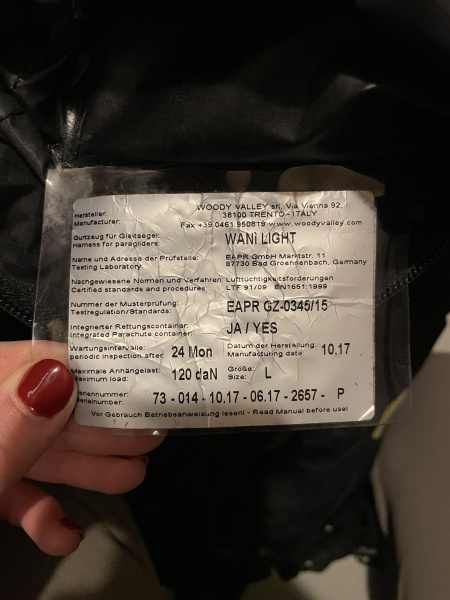 WOODY VALLEY srl, Via Vienna 92,
Hersteller: 38100 TRENTO - ITALY
Manufacturer: Fax +39 0461 950819 www.woodyvalley.com
Gurtzeug für Gleitsegel: WANI LIGHT
Harness for paragliders:
Name und Adresse der Prüfstelle: EAPR GmbH Marktstr. 11
Testing Laboratory: 87730 Bad Groennenbach, Germany
Nachgewiesene Normen und Verfahren: Lufttüchtigkeitsforderungen
Certified standards and procedures: LTF 91/09 EN1651:1999
Nummer der Musterprüfung: EAPR GZ-0345/15
Testregulation/Standards:
Integrierter Rettungscontainer: JA / YES
Integrated Parachute container:
Wartungsintervalle: 24 Mon Datum der Herstellung: 10.17
periodic inspection after: Manufacturing date:
Maximale Anhängelast: 120 daN Größe: L
Maximum load: Size:
Seriennummer: 73 - 014 - 10.17 - 06.17 - 2657 - P
Serialnumber:
Vor Gebrauch Betriebsanweisung lesen! - Read Manual before use!